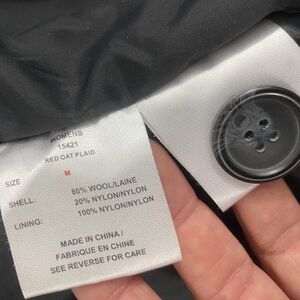 WOMENS
15421
RED OAT PLAID
SIZE M
SHELL: 80% WOOL/LAINE
20% NYLON/NYLON
LINING: 100% NYLON/NYLON
MADE IN CHINA /
FABRIQUE EN CHINE
SEE REVERSE FOR CARE